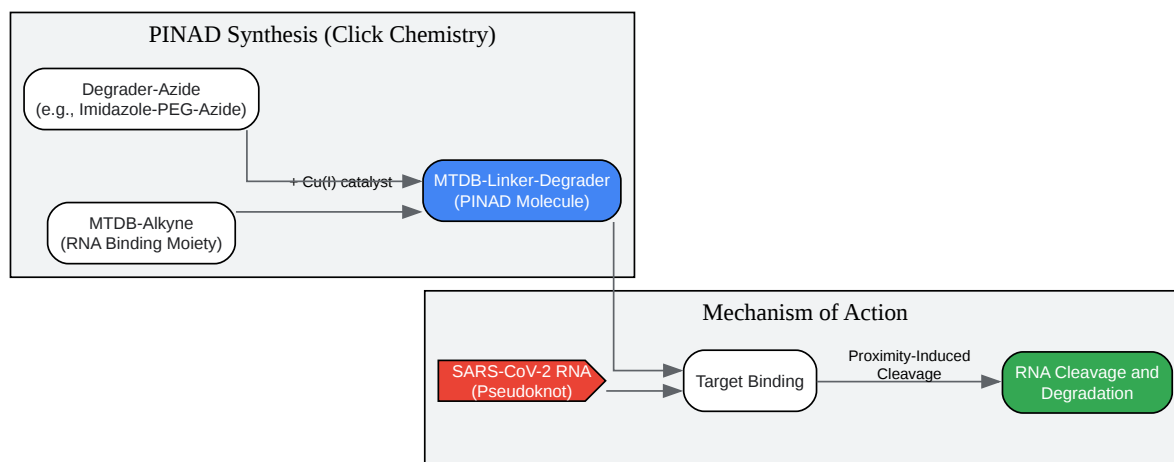 PINAD Synthesis (Click Chemistry)
Degrader-Azide
(e.g., Imidazole-PEG-Azide)
+ Cu(I) catalyst
MTDB-Linker-Degrader
(PINAD Molecule)
MTDB-Alkyne
(RNA Binding Moiety)
Mechanism of Action
SARS-CoV-2 RNA
(Pseudoknot)
Target Binding
Proximity-Induced
Cleavage
RNA Cleavage and
Degradation